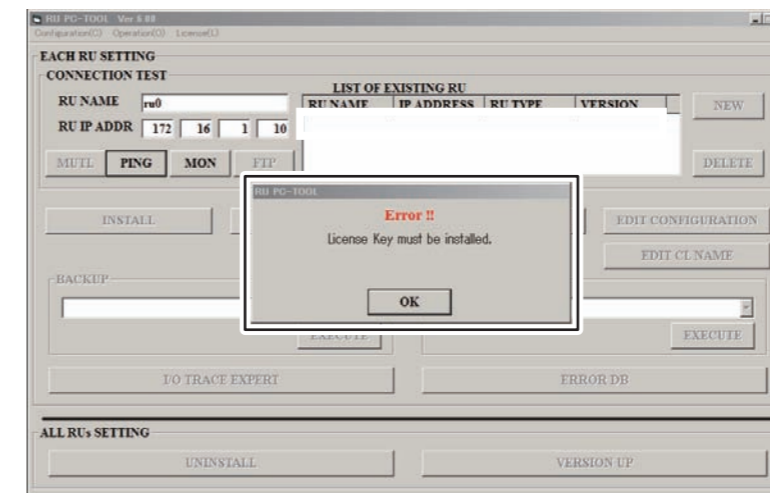 RU PC-TOOL Ver 6.00
Configuration(C) Operation(O) License(L)
EACH RU SETTING
CONNECTION TEST
RU NAME ru0
LIST OF EXISTING RU
RU NAME IP ADDRESS RU TYPE VERSION
NEW
RU IP ADDR 172 16 1 10
MUTL PING MON FTP
DELETE
RU PC-TOOL
Error !!
License Key must be installed.
OK
INSTALL
EDIT CONFIGURATION
EDIT CL NAME
BACKUP
EXECUTE
EXECUTE
I/O TRACE EXPERT
ERROR DB
ALL RUs SETTING
UNINSTALL
VERSION UP